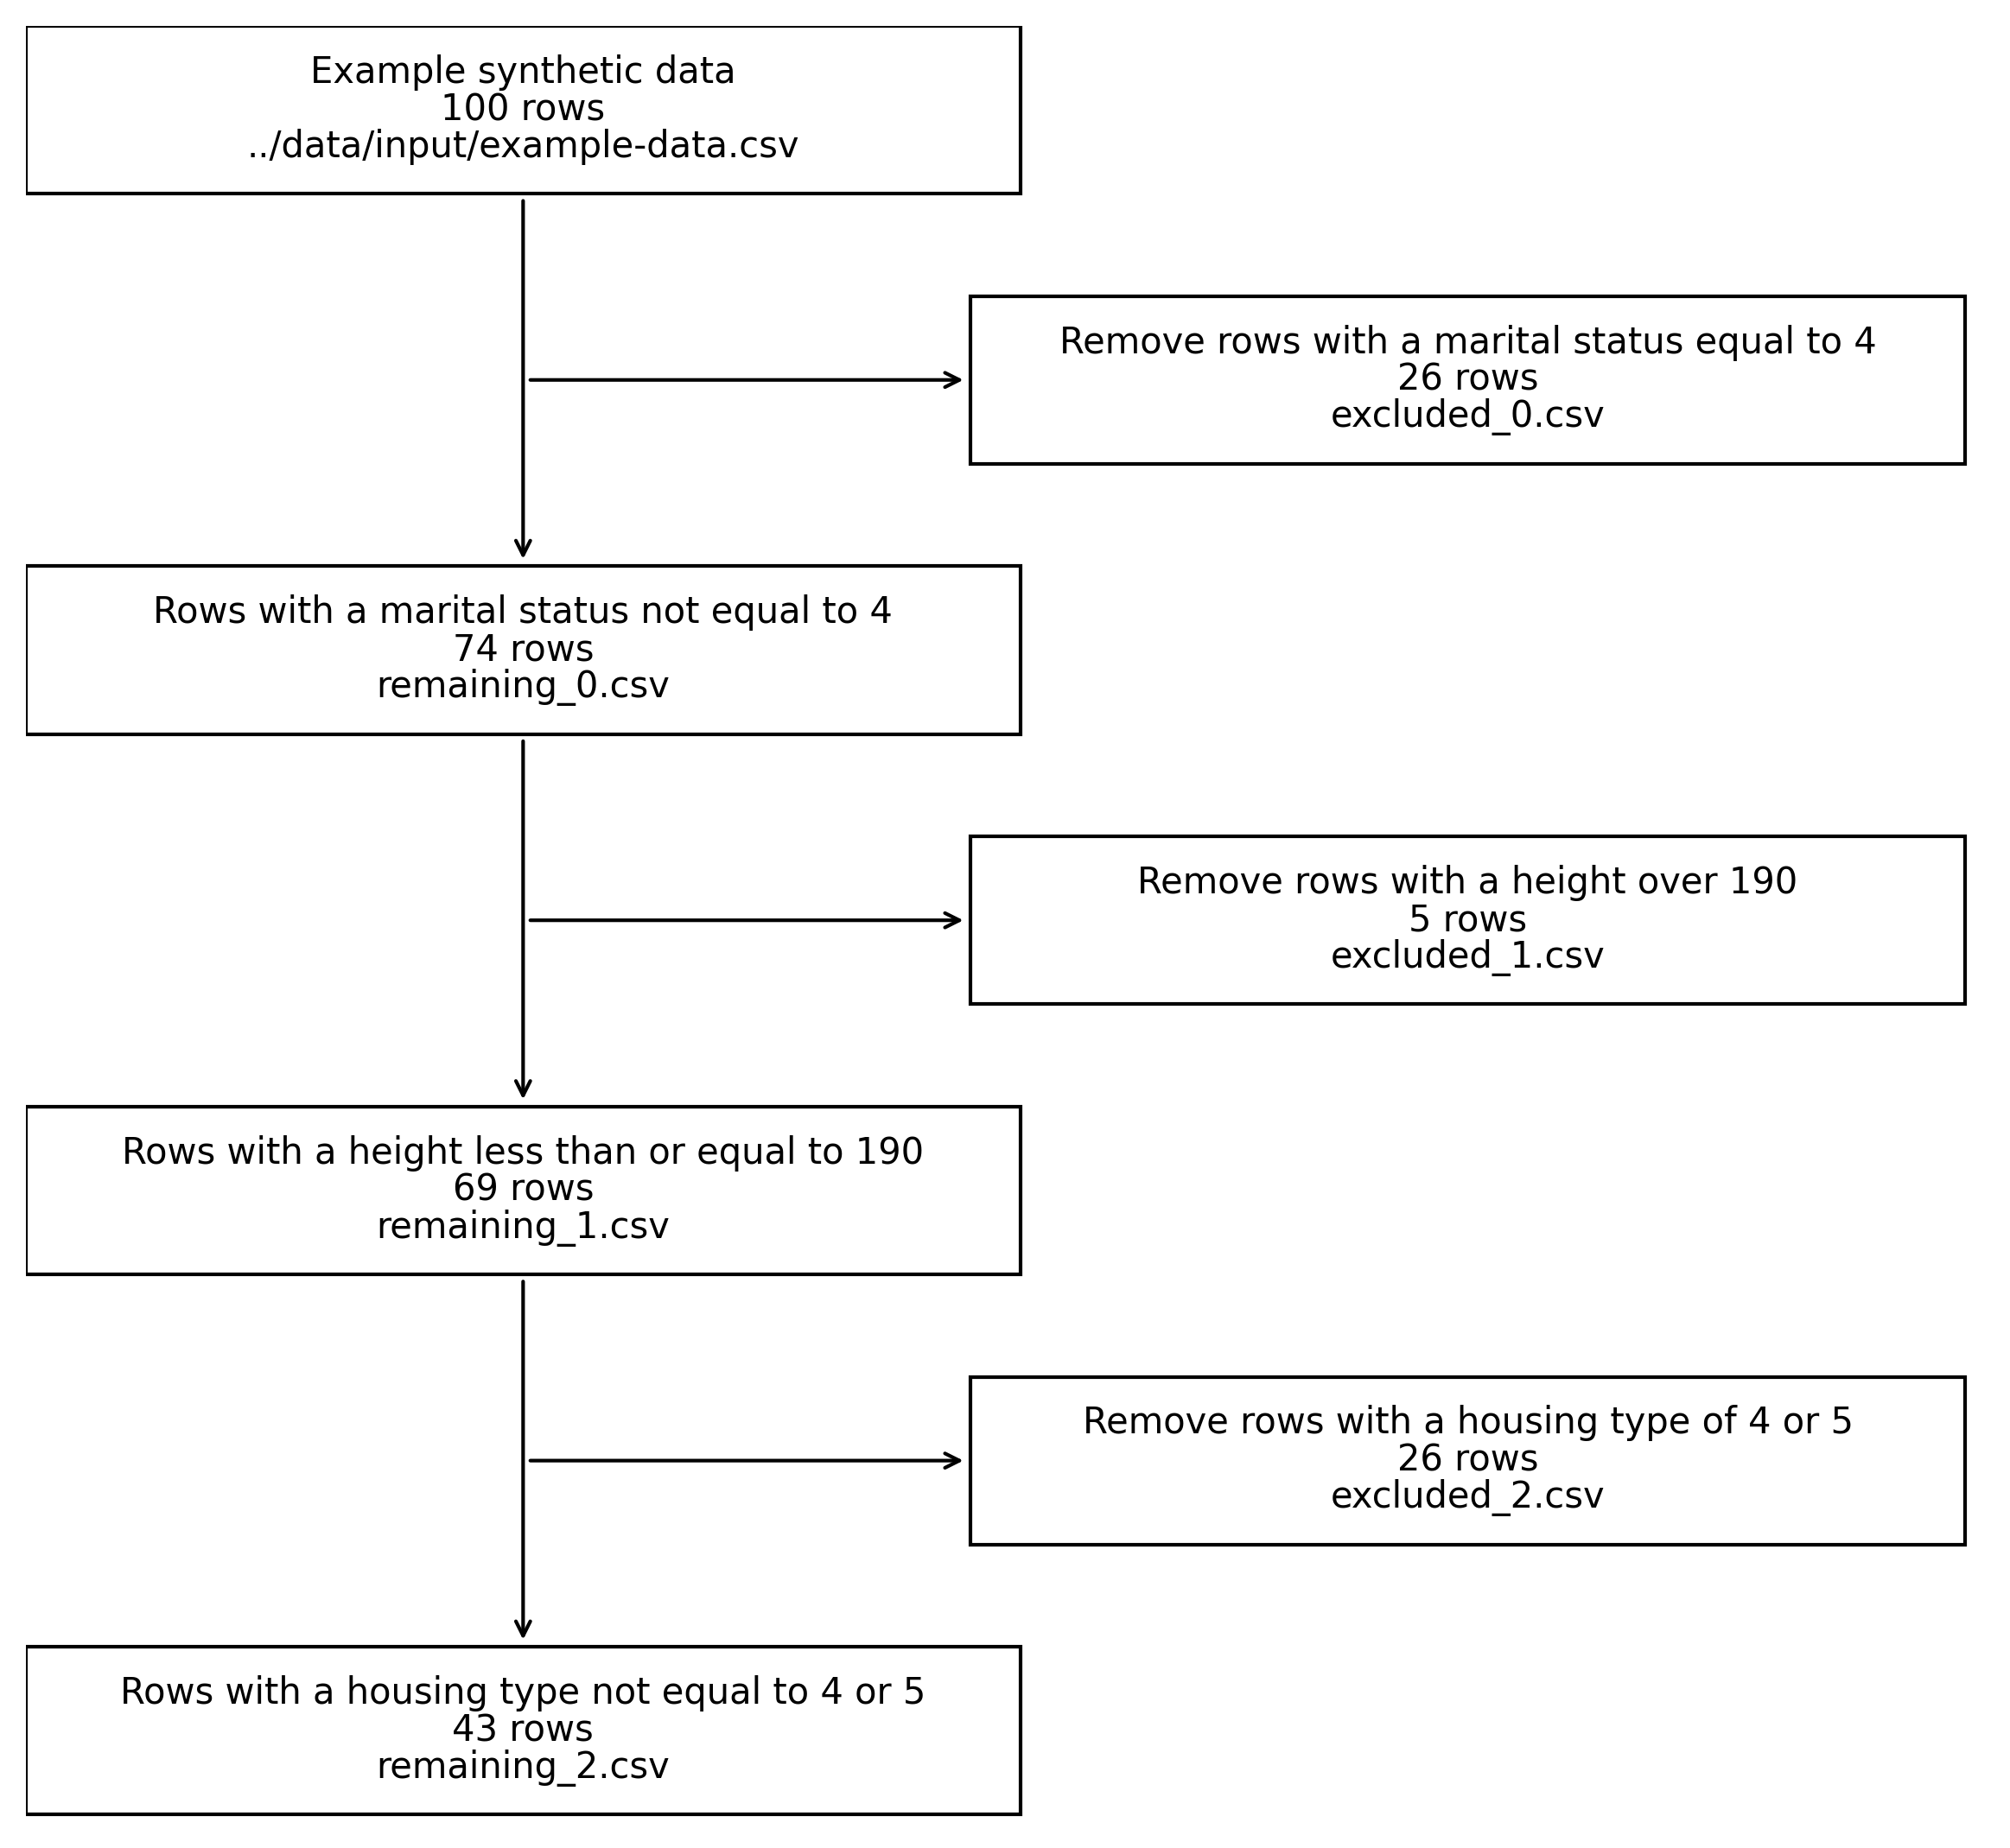 Example synthetic data
100 rows
../data/input/example-data.csv
Remove rows with a marital status equal to 4
26 rows
excluded_0.csv
Rows with a marital status not equal to 4
74 rows
remaining_0.csv
Remove rows with a height over 190
5 rows
excluded_1.csv
Rows with a height less than or equal to 190
69 rows
remaining_1.csv
Remove rows with a housing type of 4 or 5
26 rows
excluded_2.csv
Rows with a housing type not equal to 4 or 5
43 rows
remaining_2.csv